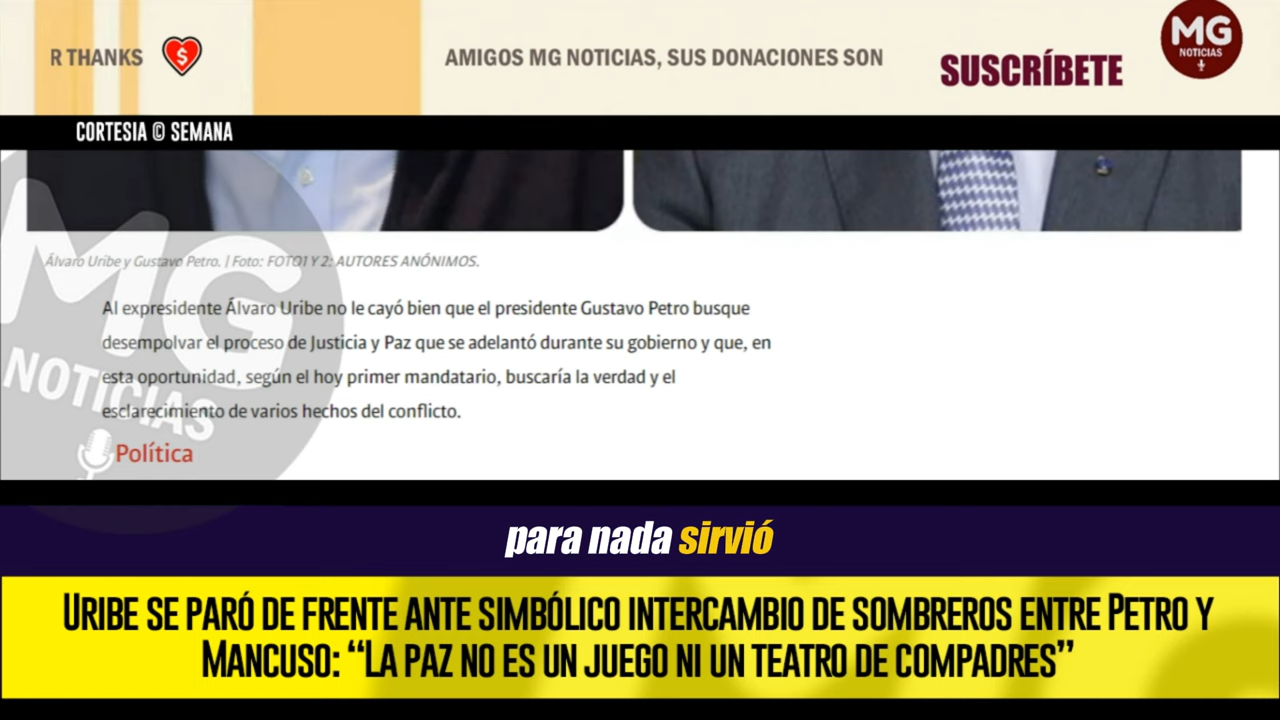 R THANKS
AMIGOS MG NOTICIAS, SUS DONACIONES SON
SUSCRÍBETE
MG
NOTICIAS
CORTESIA © SEMANA
MG
NOTICIAS
Álvaro Uribe y Gustavo Petro. | Foto: FOTO1 Y 2: AUTORES ANÓNIMOS.
Al expresidente Álvaro Uribe no le cayó bien que el presidente Gustavo Petro busque
desempolvar el proceso de Justicia y Paz que se adelantó durante su gobierno y que, en
esta oportunidad, según el hoy primer mandatario, buscaría la verdad y el
esclarecimiento de varios hechos del conflicto.
Política
para nada sirvió
URIBE SE PARÓ DE FRENTE ANTE SIMBÓLICO INTERCAMBIO DE SOMBREROS ENTRE PETRO Y
MANCUSO: “LA PAZ NO ES UN JUEGO NI UN TEATRO DE COMPADRES”